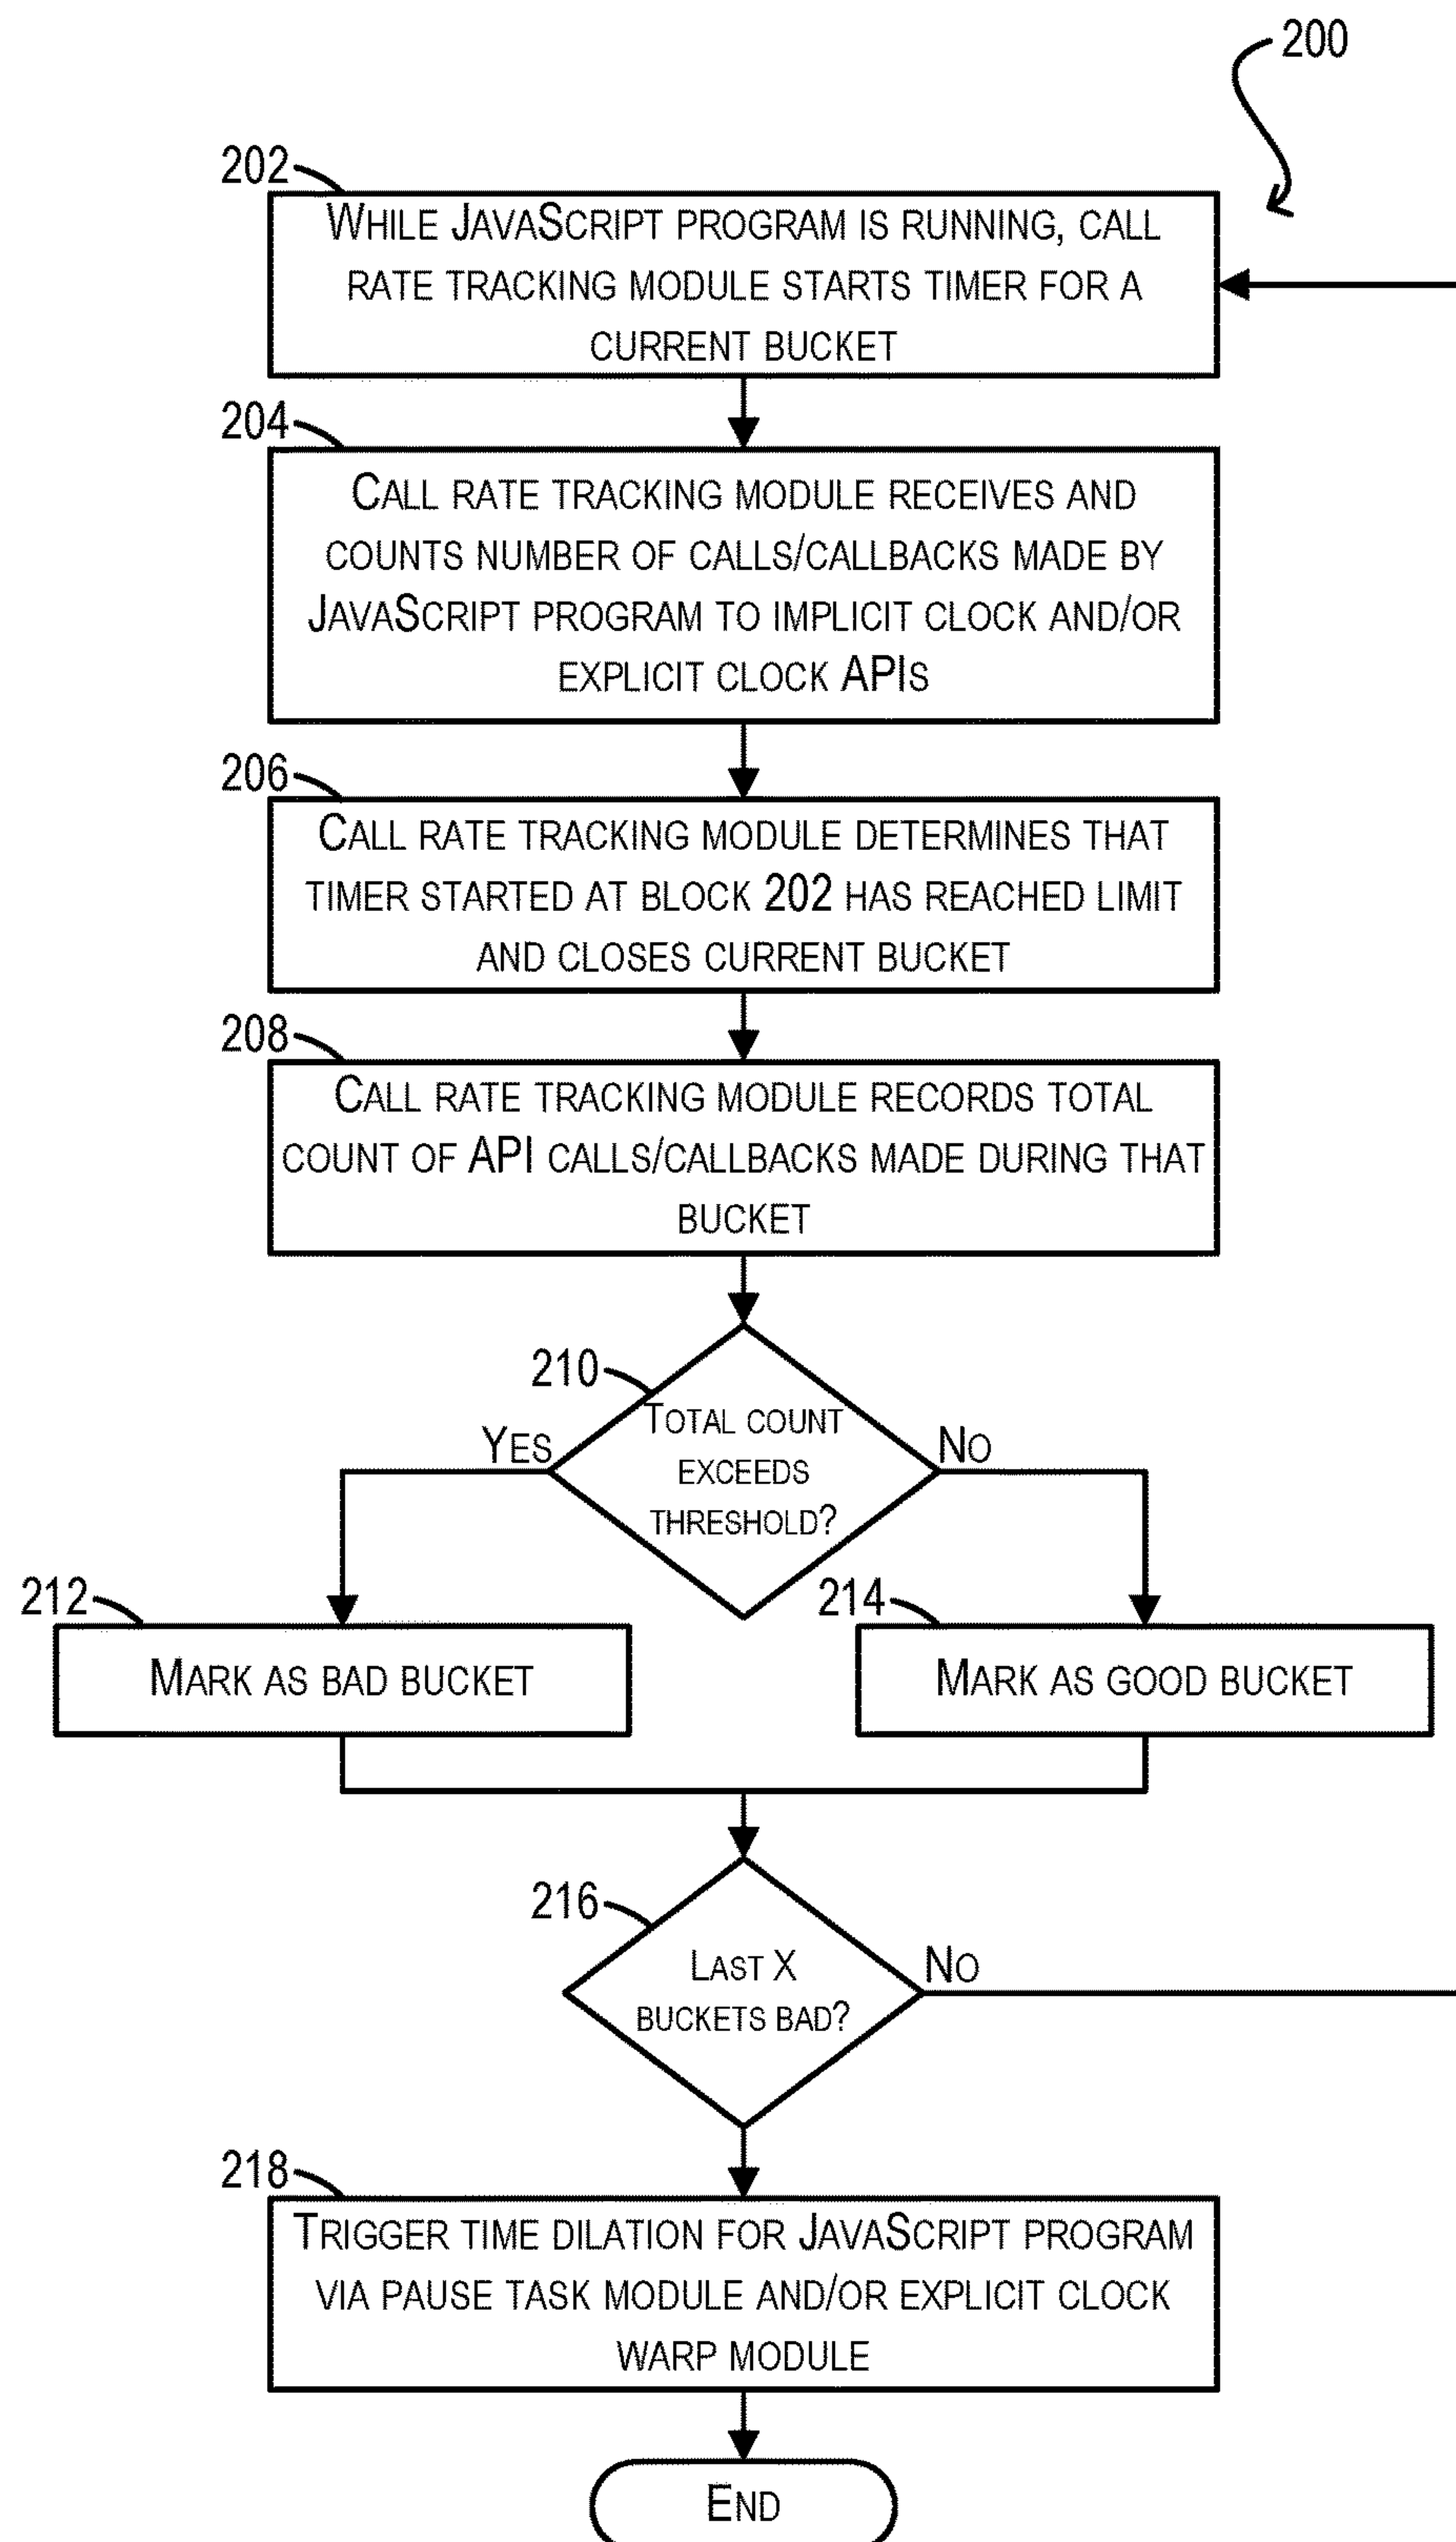 200
202
While JavaScript program is running, call
rate tracking module starts timer for a
current bucket
204
Call rate tracking module receives and
counts number of calls/callbacks made by
JavaScript program to implicit clock and/or
explicit clock APIs
206
Call rate tracking module determines that
timer started at block 202 has reached limit
and closes current bucket
208
Call rate tracking module records total
count of API calls/callbacks made during that
bucket
210
Total count
exceeds
threshold?
Yes
No
212
Mark as bad bucket
214
Mark as good bucket
216
Last X
buckets bad?
No
218
Trigger time dilation for JavaScript program
via pause task module and/or explicit clock
warp module
End